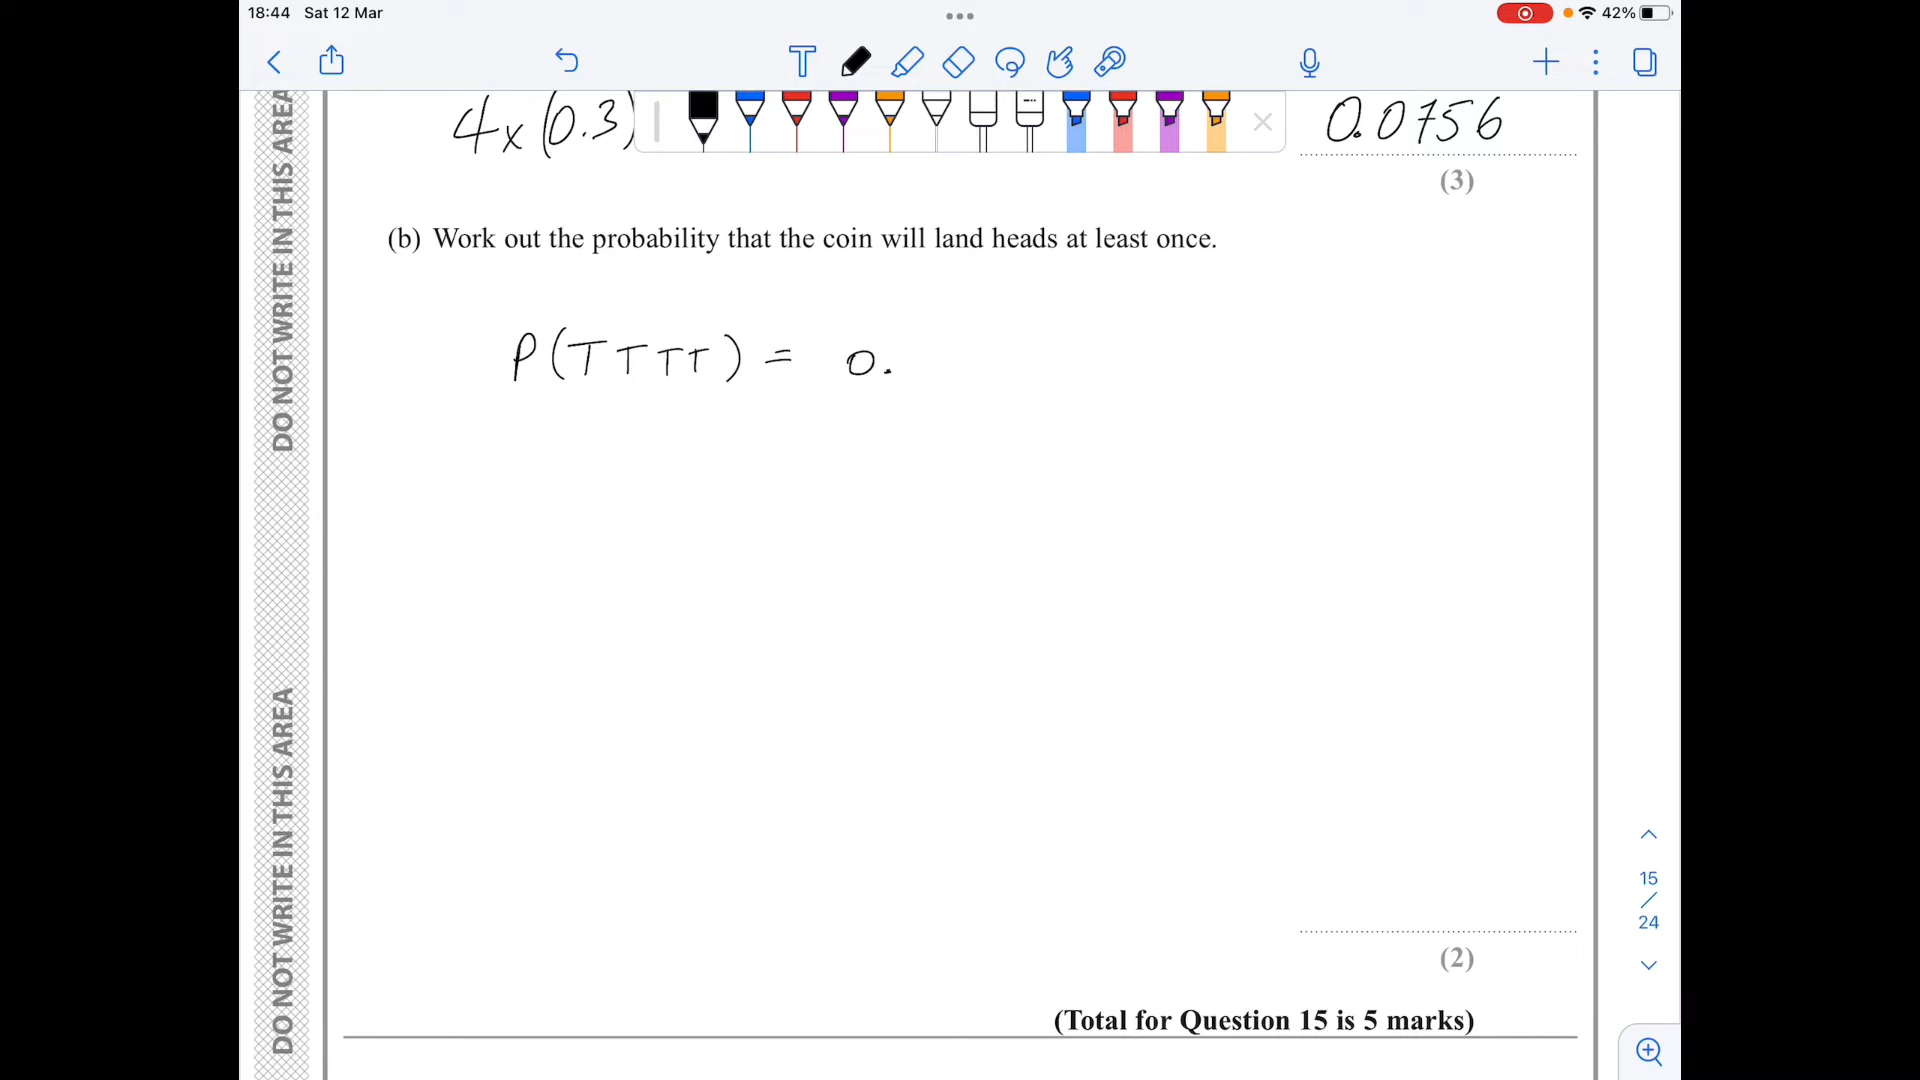 18:44 Sat 12 Mar 42%
DO NOT WRITE IN THIS AREA
4x(0.3) 0.0756
(3)
(b) Work out the probability that the coin will land heads at least once.
P(TTTT) = 0.
15
/
24
DO NOT WRITE IN THIS AREA
(2)
(Total for Question 15 is 5 marks)